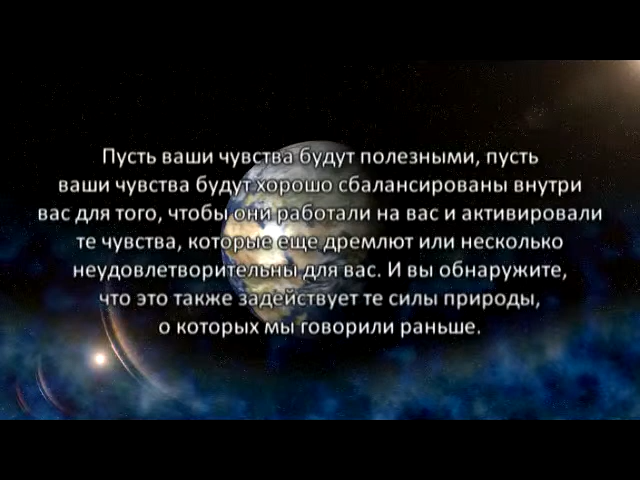 Пусть ваши чувства будут полезными, пусть
ваши чувства будут хорошо сбалансированы внутри
вас для того, чтобы они работали на вас и активировали
те чувства, которые еще дремлют или несколько
неудовлетворительны для вас. И вы обнаружите,
что это также задействует те силы природы,
о которых мы говорили раньше.